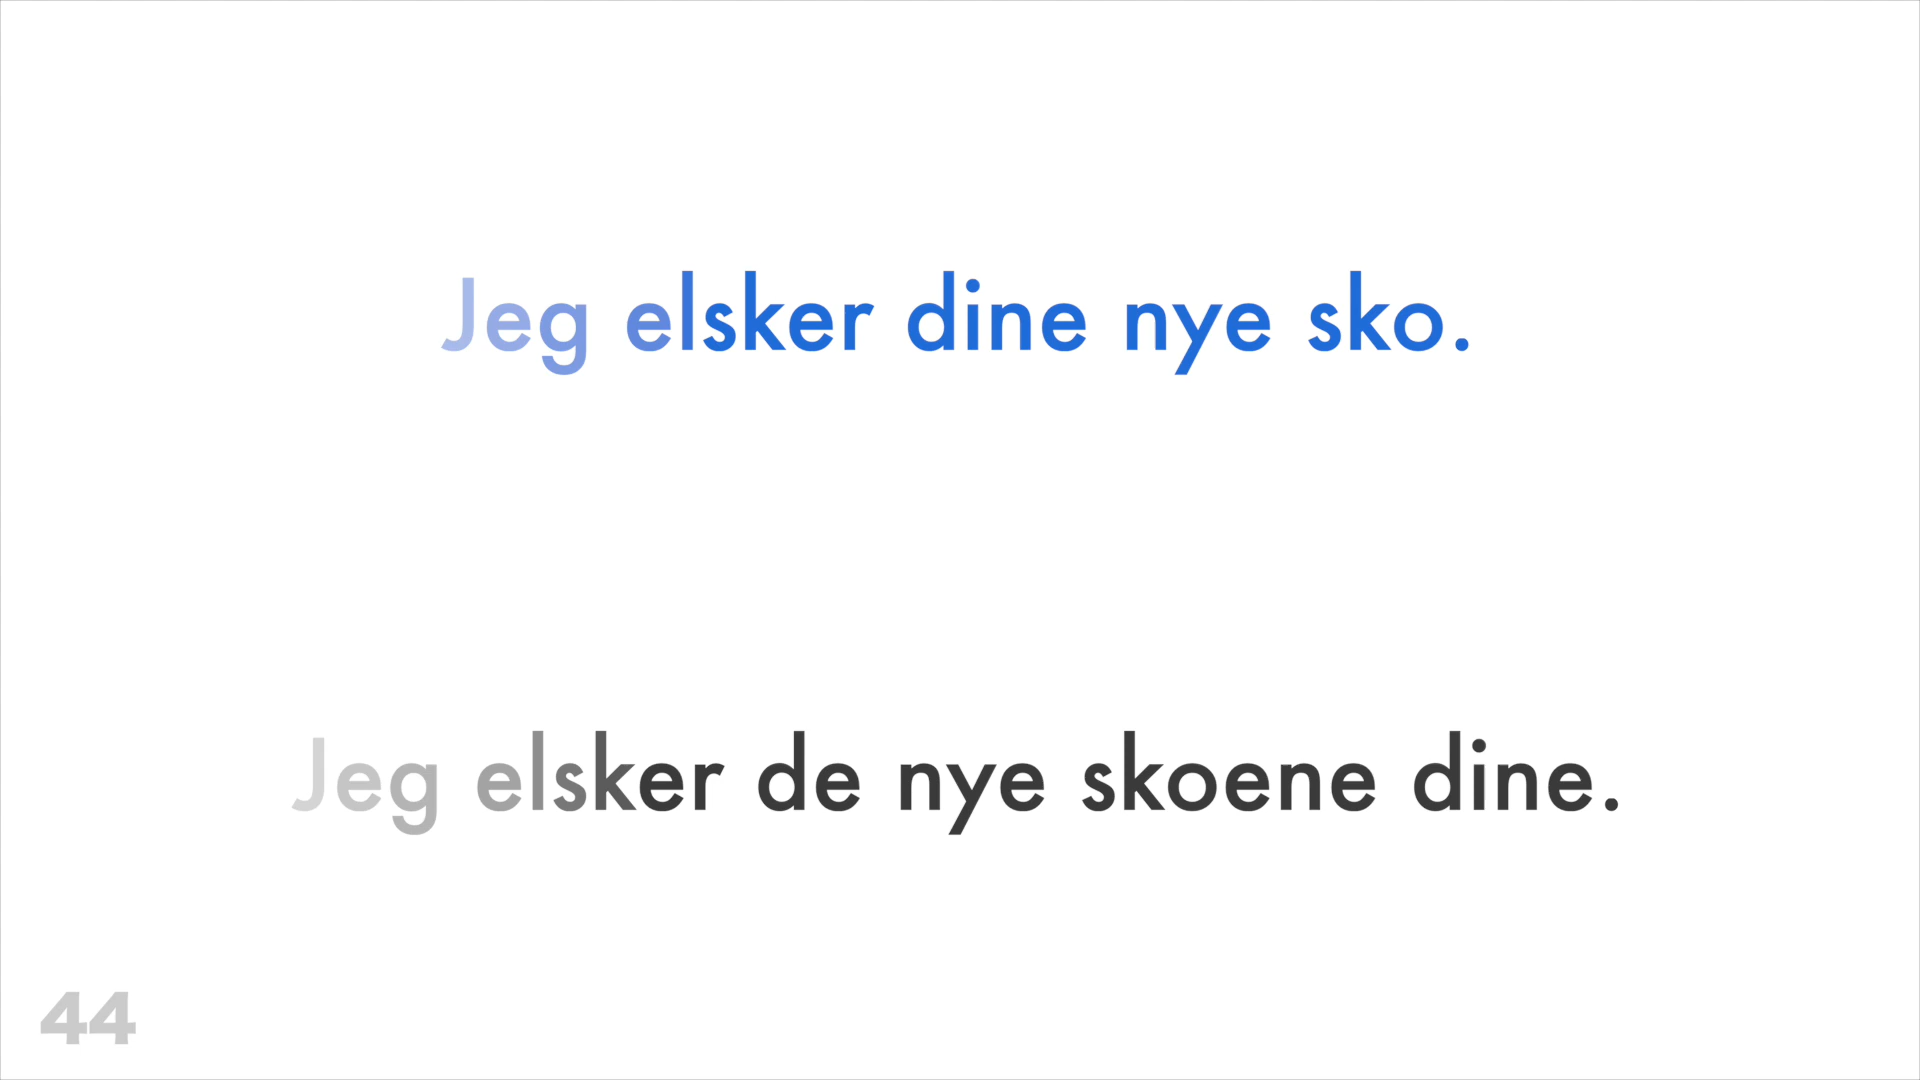 Jeg elsker dine nye sko.
Jeg elsker de nye skoene dine.
44